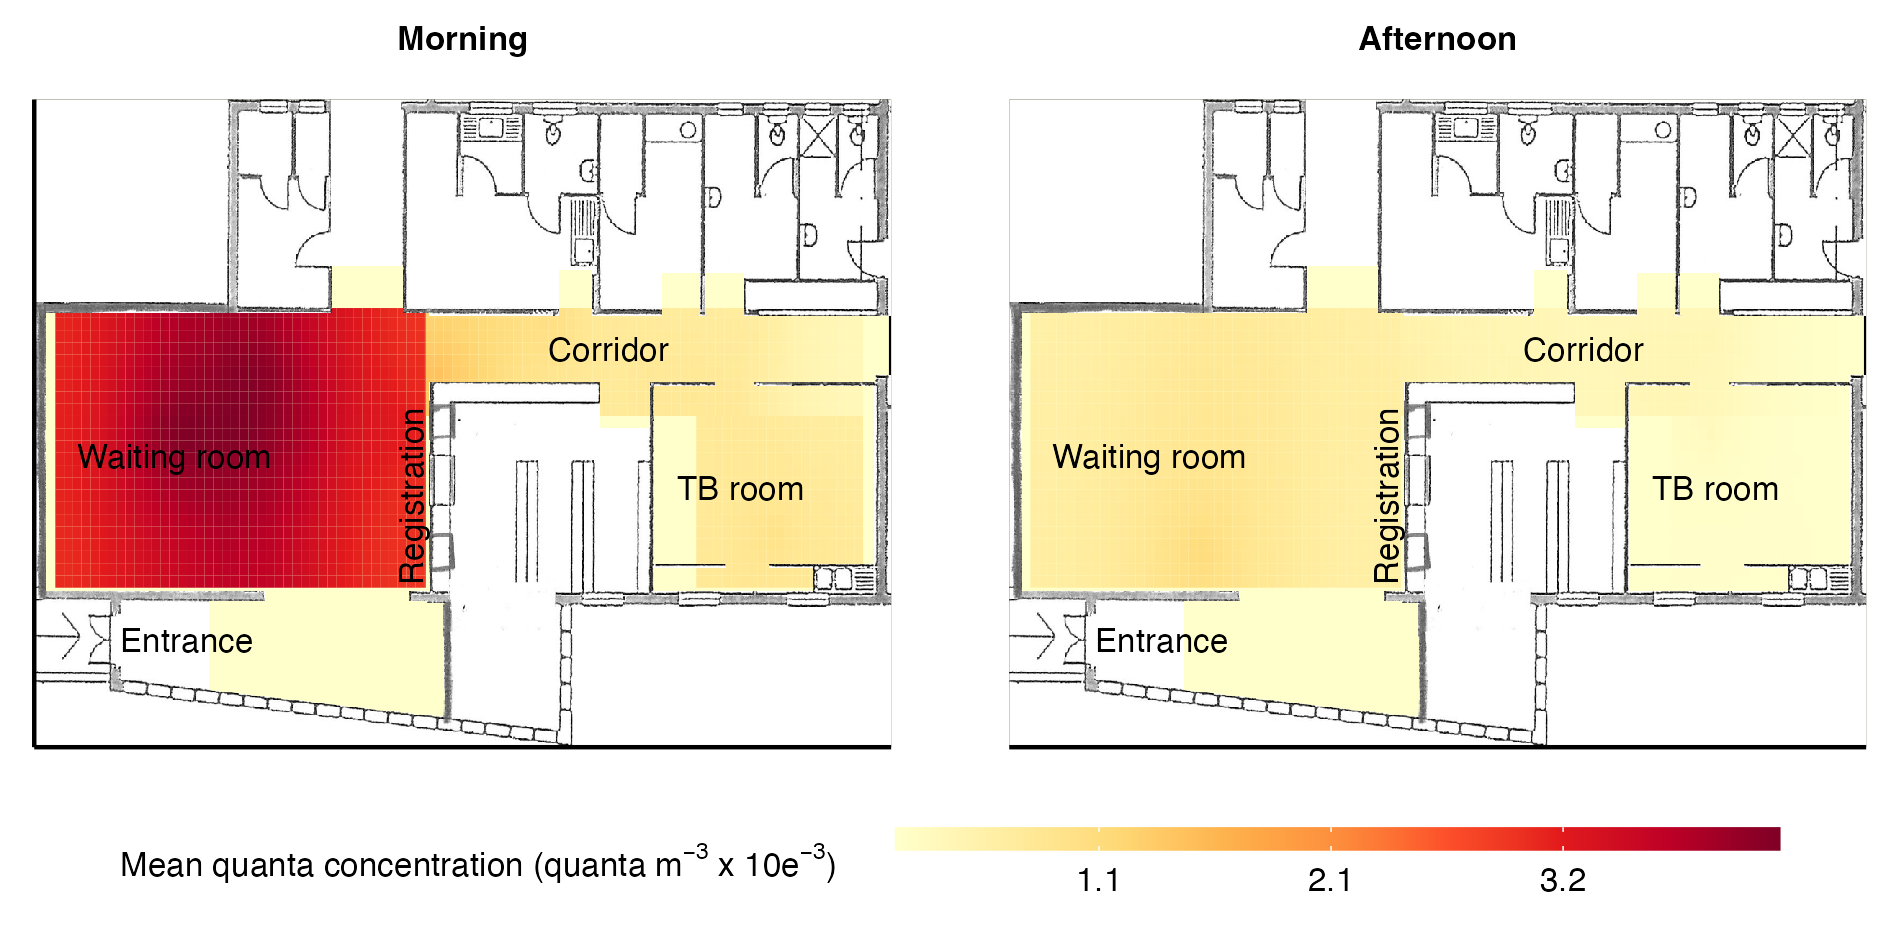 Morning
Afternoon
Corridor
Waiting room
Registration
TB room
Entrance
Corridor
Waiting room
Registration
TB room
Entrance
Mean quanta concentration (quanta m⁻³ x 10e⁻³)
1.1 2.1 3.2